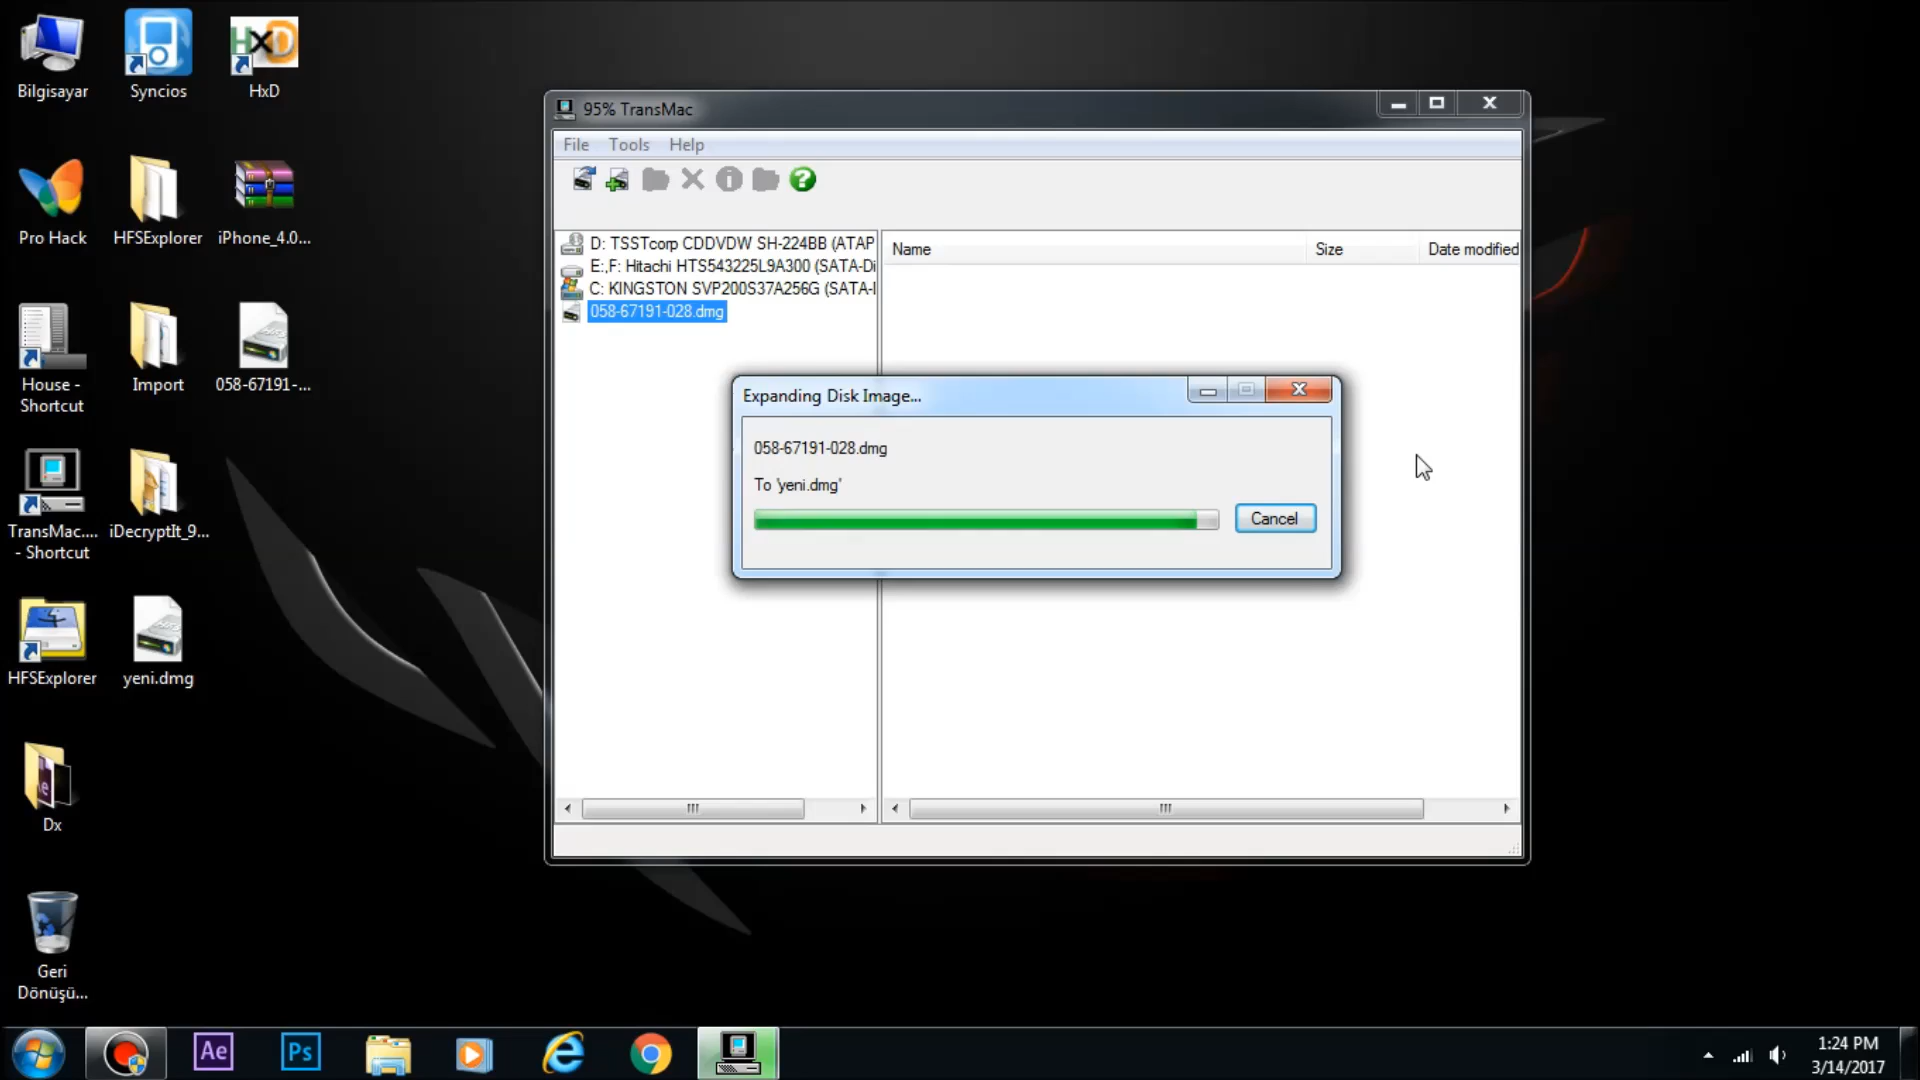 Bilgisayar
Syncios
HxD
HxD
Pro Hack
HFSExplorer
iPhone_4.0...
House -
Shortcut
Import
058-67191-...
TransMac....
- Shortcut
iDecryptIt_9...
HFSExplorer
yeni.dmg
Dx
Geri
Dönüşü...
95% TransMac
File Tools Help
D: TSSTcorp CDDVDW SH-224BB (ATAP
E:,F: Hitachi HTS543225L9A300 (SATA-Di
C: KINGSTON SVP200S37A256G (SATA-I
058-67191-028.dmg
Name Size Date modified
Expanding Disk Image...
058-67191-028.dmg
To 'yeni.dmg'
Cancel
Ae
Ae
Ps
1:24 PM
3/14/2017